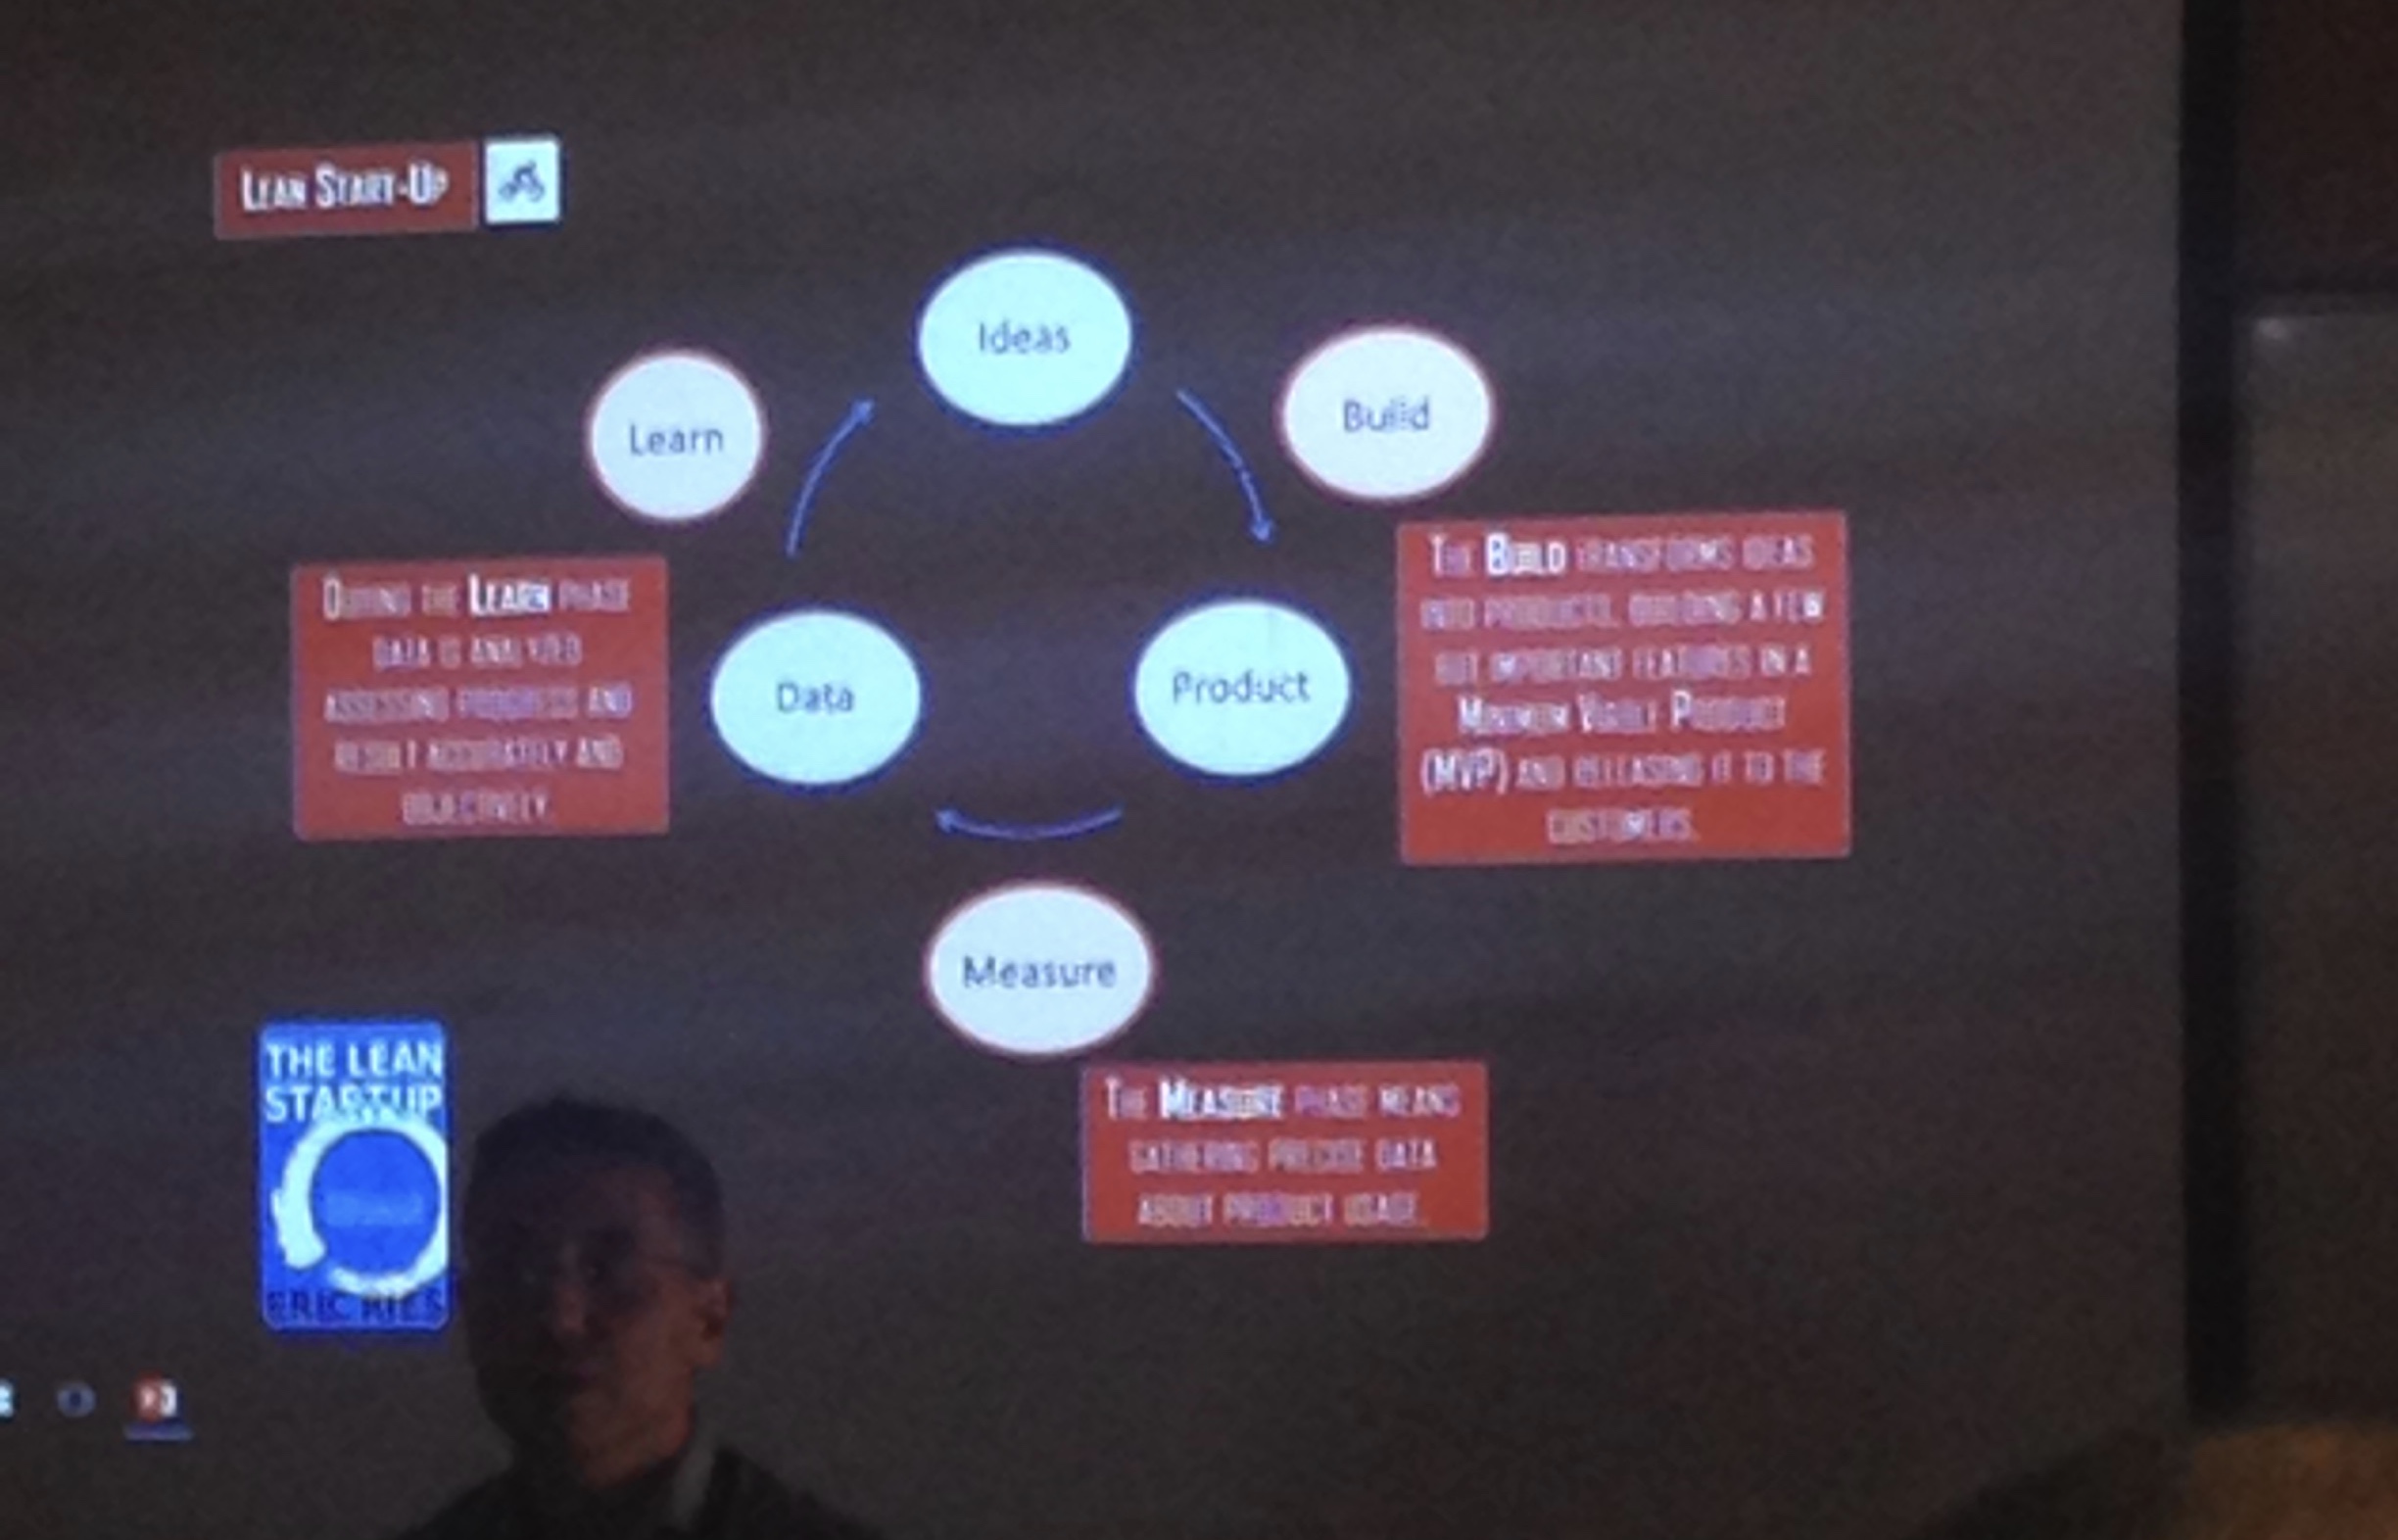 LEAN START-UP
Ideas
Learn
Build
DURING THE LEARN PHASE
DATA IS ANALYZED
ASSESSING PROGRESS AND
RESULT ACCURATELY AND
OBJECTIVELY.
Data
Product
THE BUILD TRANSFORMS IDEAS
INTO PRODUCTS, BUILDING A FEW
BUT IMPORTANT FEATURES IN A
MINIMUM VIABLE PRODUCT
(MVP) AND RELEASING IT TO THE
CUSTOMERS.
Measure
THE MEASURE PHASE MEANS
GATHERING PRECISE DATA
ABOUT PRODUCT USAGE.
THE LEAN
STARTUP
ERIC RIES